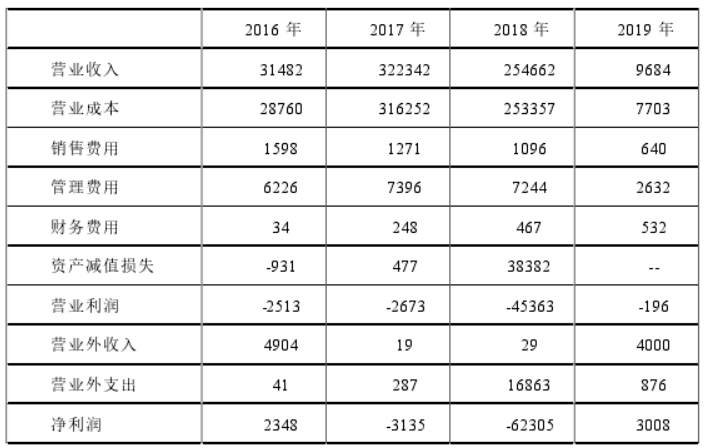 2016 年 2017 年 2018 年 2019 年
营业收入 31482 322342 254662 9684
营业成本 28760 316252 253357 7703
销售费用 1598 1271 1096 640
管理费用 6226 7396 7244 2632
财务费用 34 248 467 532
资产减值损失 -931 477 38382 --
营业利润 -2513 -2673 -45363 -196
营业外收入 4904 19 29 4000
营业外支出 41 287 16863 876
净利润 2348 -3135 -62305 3008